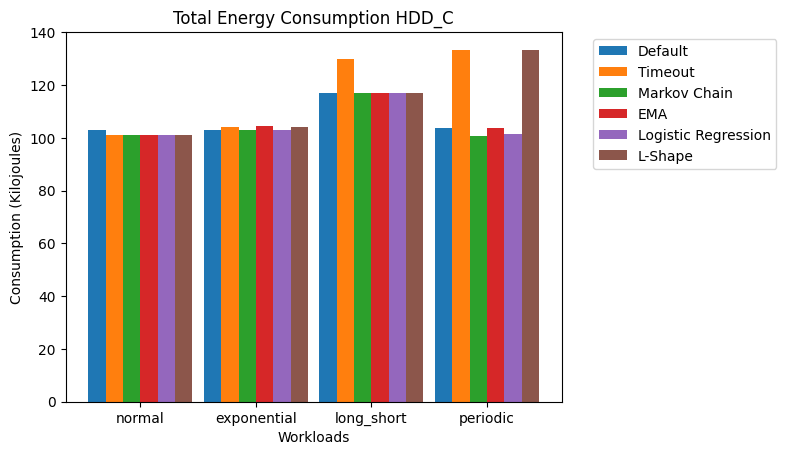 Total Energy Consumption HDD_C
Consumption (Kilojoules)
140
120
100
80
60
40
20
0
normal exponential long_short periodic
Workloads
Default
Timeout
Markov Chain
EMA
Logistic Regression
L-Shape